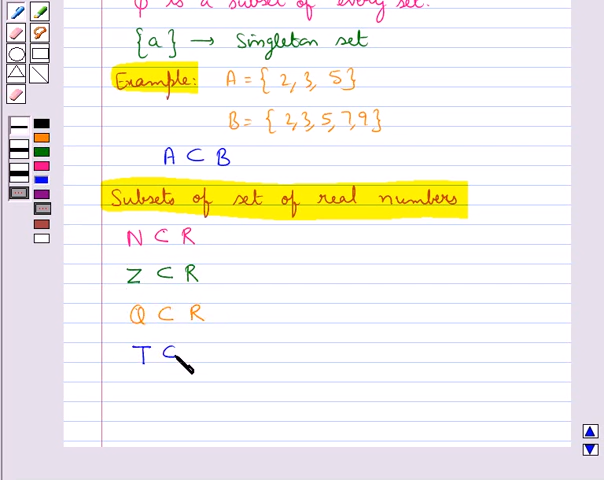 φ is a subset of every set.
{a} → Singleton set
Example: A = { 2, 3, 5}
B = { 2,3, 5, 7, 9}
A ⊂ B
Subsets of set of real numbers
N ⊂ R
Z ⊂ R
Q ⊂ R
T ⊂